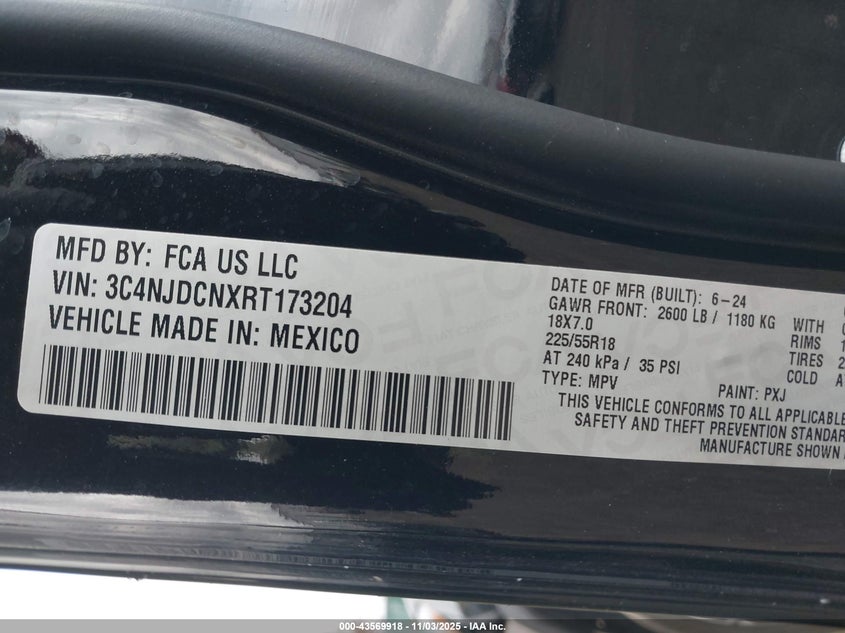 MFD BY: FCA US LLC
VIN: 3C4NJDCNXRT173204
VEHICLE MADE IN: MEXICO
DATE OF MFR (BUILT): 6-24
GAWR FRONT: 2600 LB / 1180 KG WITH
18X7.0 RIMS
225/55R18 TIRES
AT 240 kPa / 35 PSI COLD
TYPE: MPV PAINT: PXJ
THIS VEHICLE CONFORMS TO ALL APPLICABLE
SAFETY AND THEFT PREVENTION STANDAR
MANUFACTURE SHOWN
000-43569918 - 11/03/2025 - IAA Inc.